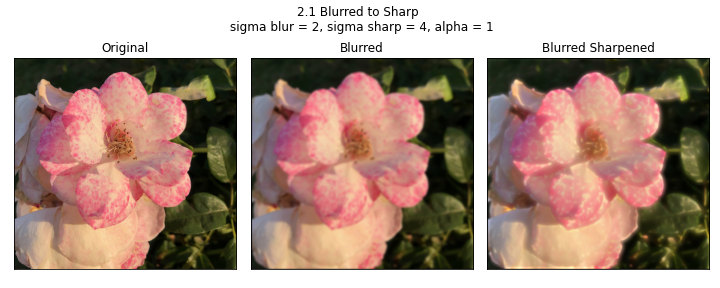 2.1 Blurred to Sharp
sigma blur = 2, sigma sharp = 4, alpha = 1
Original
Blurred
Blurred Sharpened